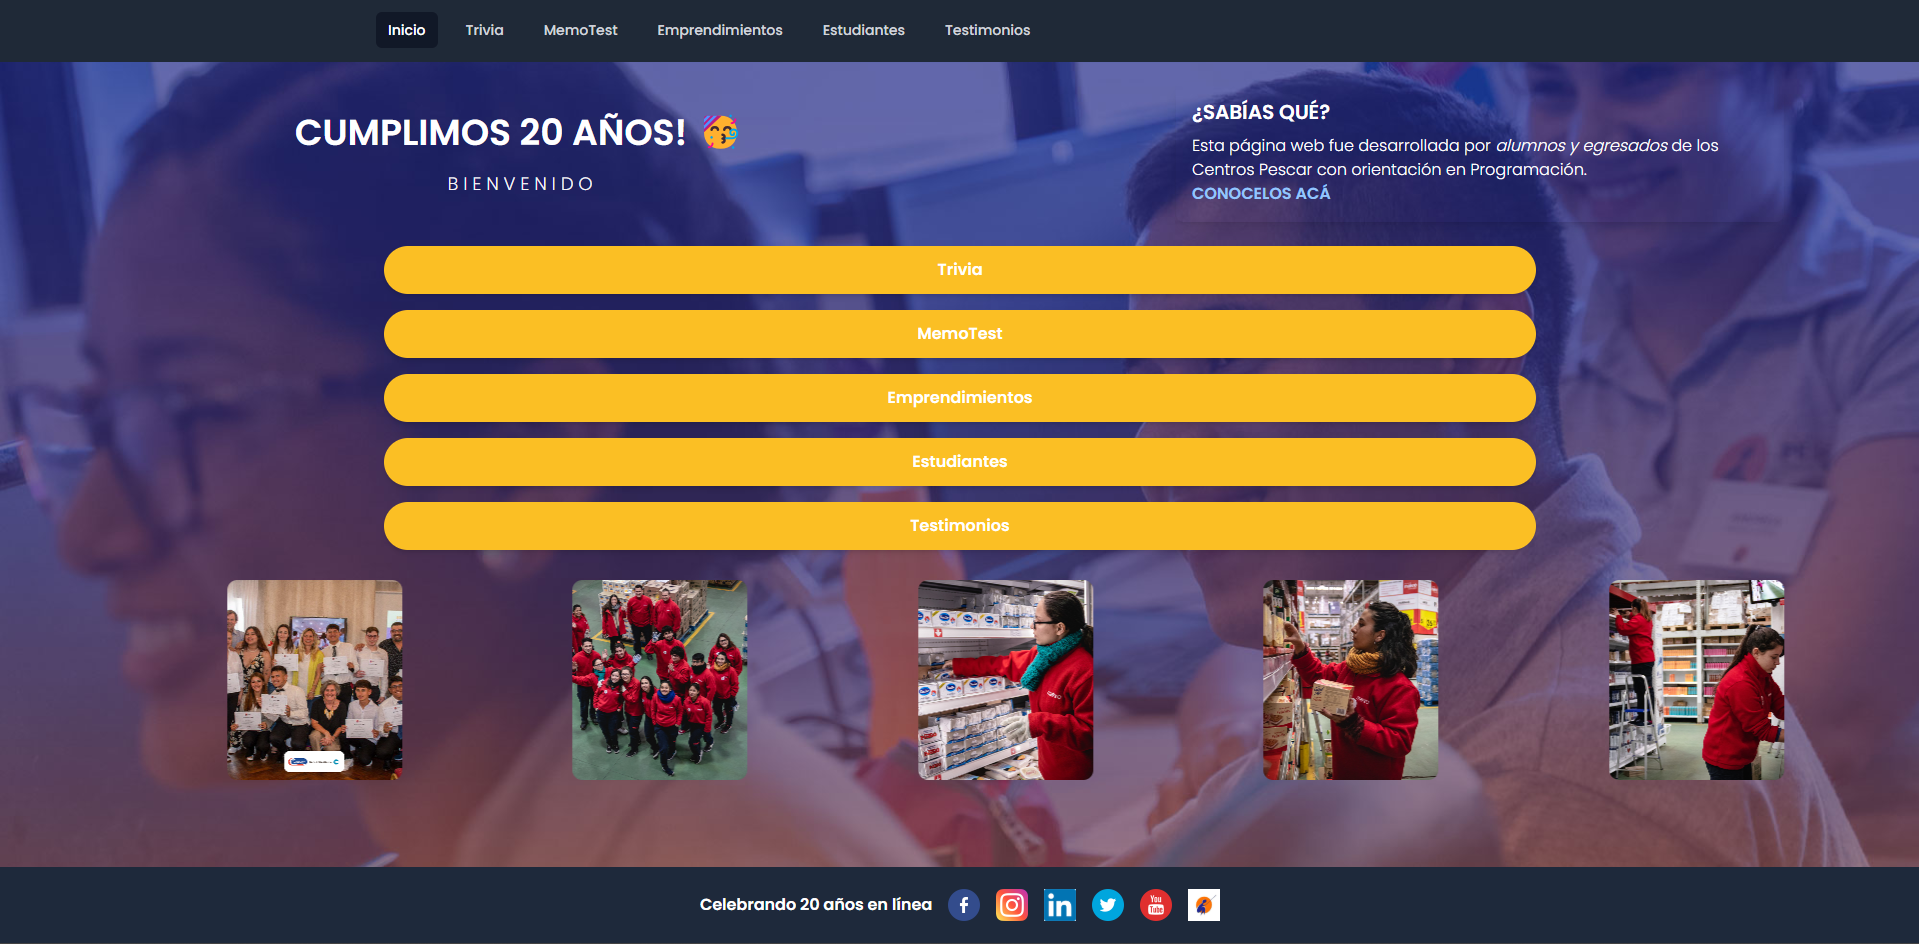 Inicio
Trivia
MemoTest
Emprendimientos
Estudiantes
Testimonios
CUMPLIMOS 20 AÑOS! 🥳
BIENVENIDO
¿SABÍAS QUÉ?
Esta página web fue desarrollada por alumnos y egresados de los
Centros Pescar con orientación en Programación.
CONOCELOS ACÁ
Trivia
MemoTest
Emprendimientos
Estudiantes
Testimonios
Celebrando 20 años en línea
in
You
Tube